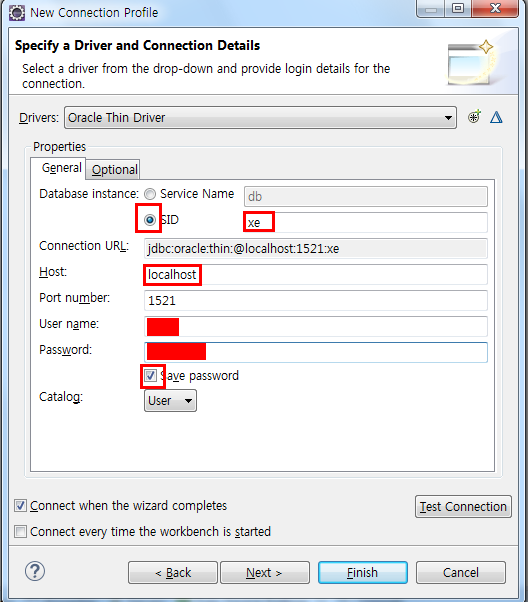 New Connection Profile
Specify a Driver and Connection Details
Select a driver from the drop-down and provide login details for the
connection.
Drivers: Oracle Thin Driver
Properties
General Optional
Database instance: Service Name db
SID xe
Connection URL: jdbc:oracle:thin:@localhost:1521:xe
Host: localhost
Port number: 1521
User name:
Password:
Save password
Catalog: User
Connect when the wizard completes
Test Connection
Connect every time the workbench is started
? < Back Next > Finish Cancel